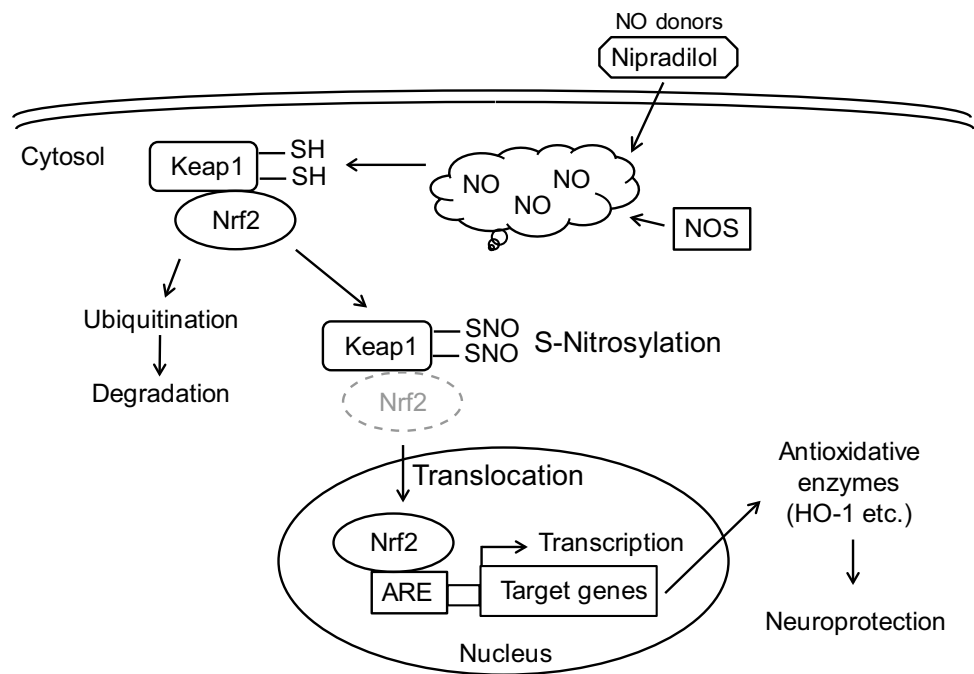 NO donors
Nipradilol
Cytosol
Keap1
SH
SH
Nrf2
NO
NO
NO
NOS
Ubiquitination
Degradation
Keap1
SNO
SNO
S-Nitrosylation
Nrf2
Translocation
Nrf2
ARE
Transcription
Target genes
Nucleus
Antioxidative
enzymes
(HO-1 etc.)
Neuroprotection